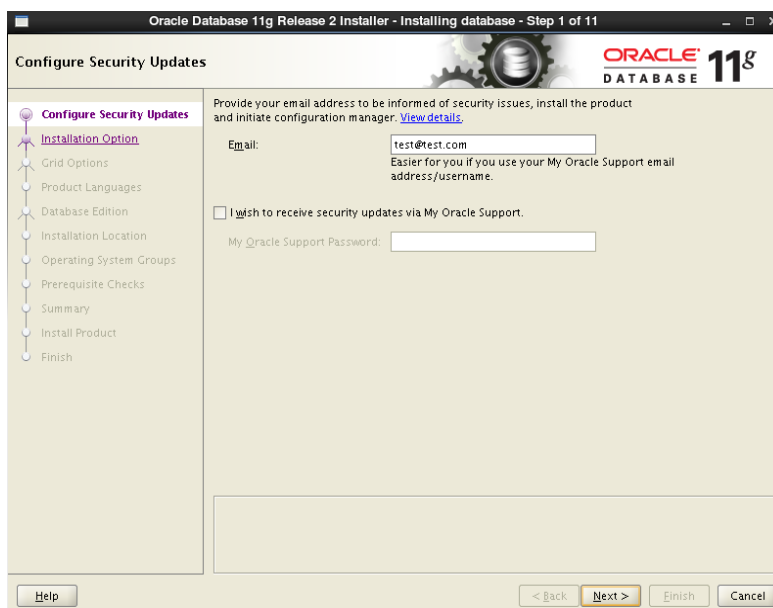 Oracle Database 11g Release 2 Installer - Installing database - Step 1 of 11
Configure Security Updates
ORACLE
DATABASE
11g
Configure Security Updates
Installation Option
Grid Options
Product Languages
Database Edition
Installation Location
Operating System Groups
Prerequisite Checks
Summary
Install Product
Finish
Provide your email address to be informed of security issues, install the product
and initiate configuration manager. View details.
Email:
test@test.com
Easier for you if you use your My Oracle Support email
address/username.
I wish to receive security updates via My Oracle Support.
My Oracle Support Password:
Help
< Back
Next >
Finish
Cancel